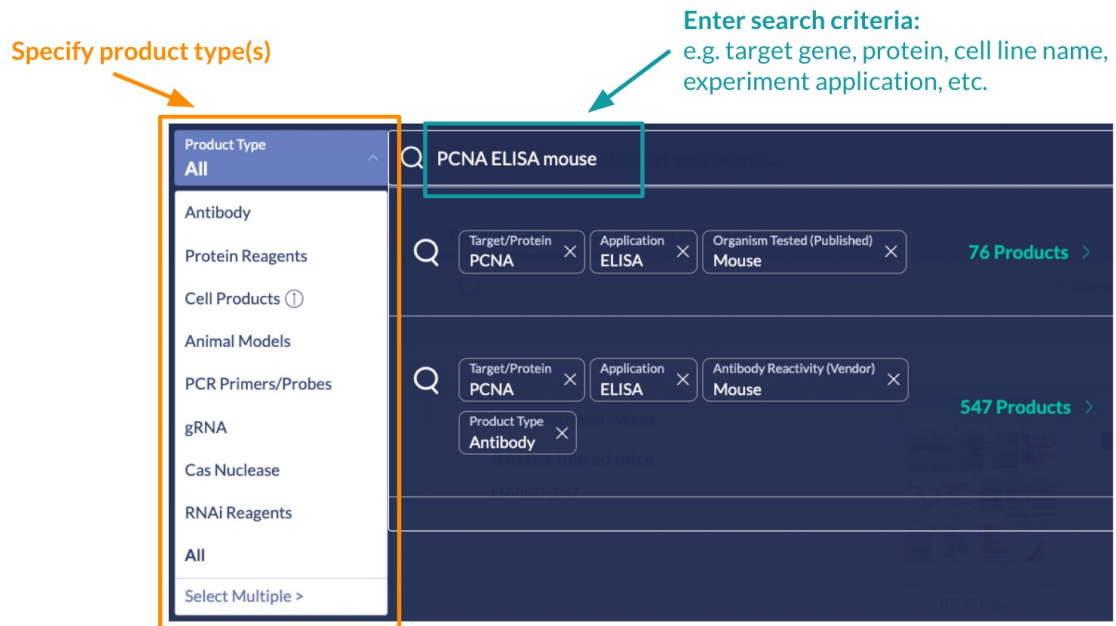 Specify product type(s)
Enter search criteria:
e.g. target gene, protein, cell line name,
experiment application, etc.
Product Type
All
PCNA ELISA mouse
Antibody
Protein Reagents
Cell Products
Animal Models
PCR Primers/Probes
gRNA
Cas Nuclease
RNAi Reagents
All
Select Multiple >
Target/Protein
PCNA
Application
ELISA
Organism Tested (Published)
Mouse
76 Products >
Target/Protein
PCNA
Application
ELISA
Antibody Reactivity (Vendor)
Mouse
Product Type
Antibody
547 Products >